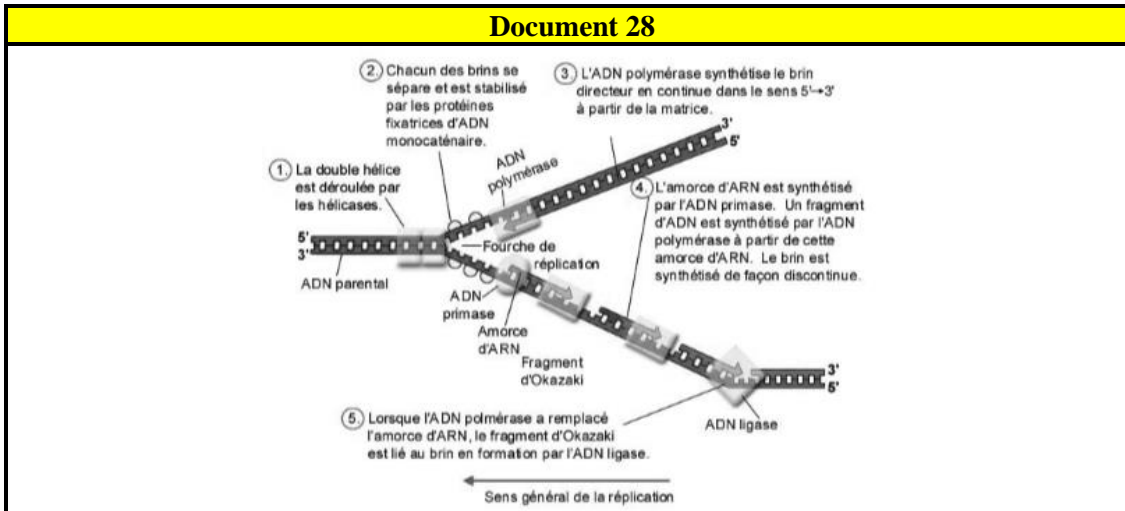 Document 28
② Chacun des brins se
sépare et est stabilisé
par les protéines
fixatrices d'ADN
monocaténaire.
③ L'ADN polymérase synthétise le brin
directeur en continue dans le sens 5'→3'
à partir de la matrice.
① La double hélice
est déroulée par
les hélicases.
ADN
polymérase
3'
5'
④ L'amorce d'ARN est synthétisé
par l'ADN primase. Un fragment
d'ADN est synthétisé par l'ADN
polymérase à partir de cette
amorce d'ARN. Le brin est
synthétisé de façon discontinue.
5'
3'
Fourche de
réplication
ADN parental
ADN
primase
Amorce
d'ARN
Fragment
d'Okazaki
3'
5'
ADN ligase
⑤ Lorsque l'ADN polmérase a remplacé
l'amorce d'ARN, le fragment d'Okazaki
est lié au brin en formation par l'ADN ligase.
Sens général de la réplication